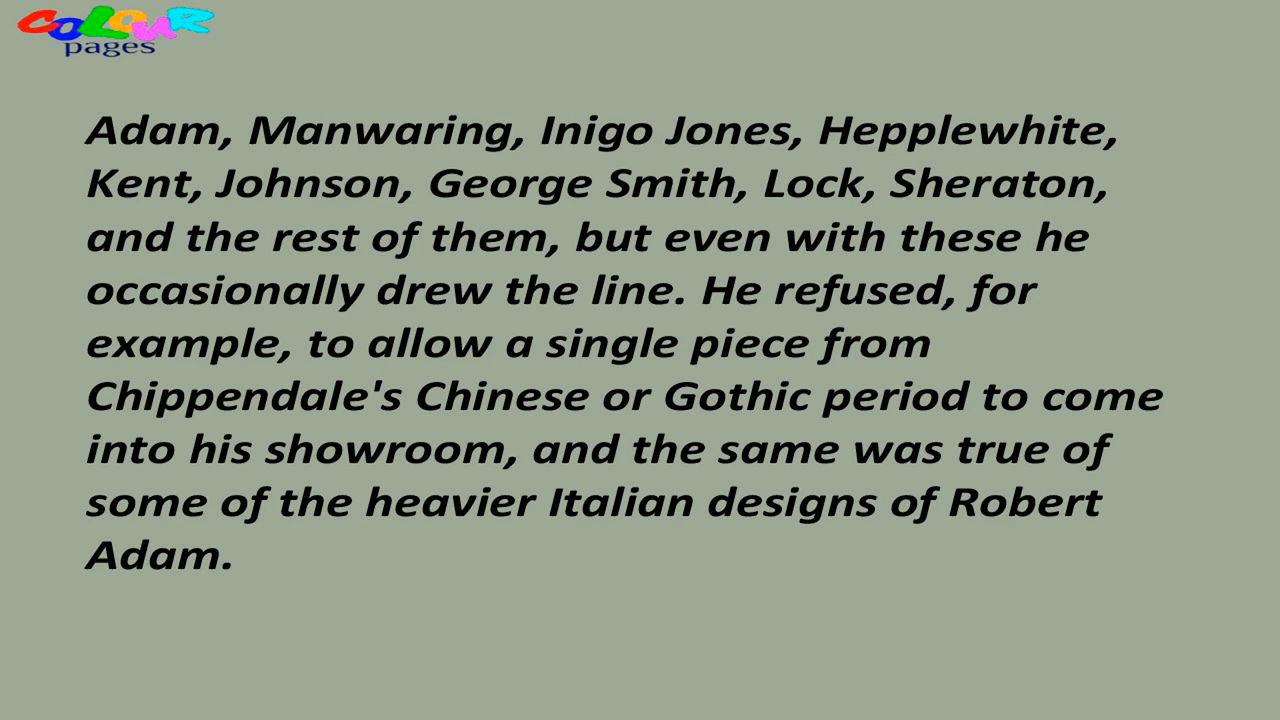 COLOUR
pages
Adam, Manwaring, Inigo Jones, Hepplewhite,
Kent, Johnson, George Smith, Lock, Sheraton,
and the rest of them, but even with these he
occasionally drew the line. He refused, for
example, to allow a single piece from
Chippendale's Chinese or Gothic period to come
into his showroom, and the same was true of
some of the heavier Italian designs of Robert
Adam.